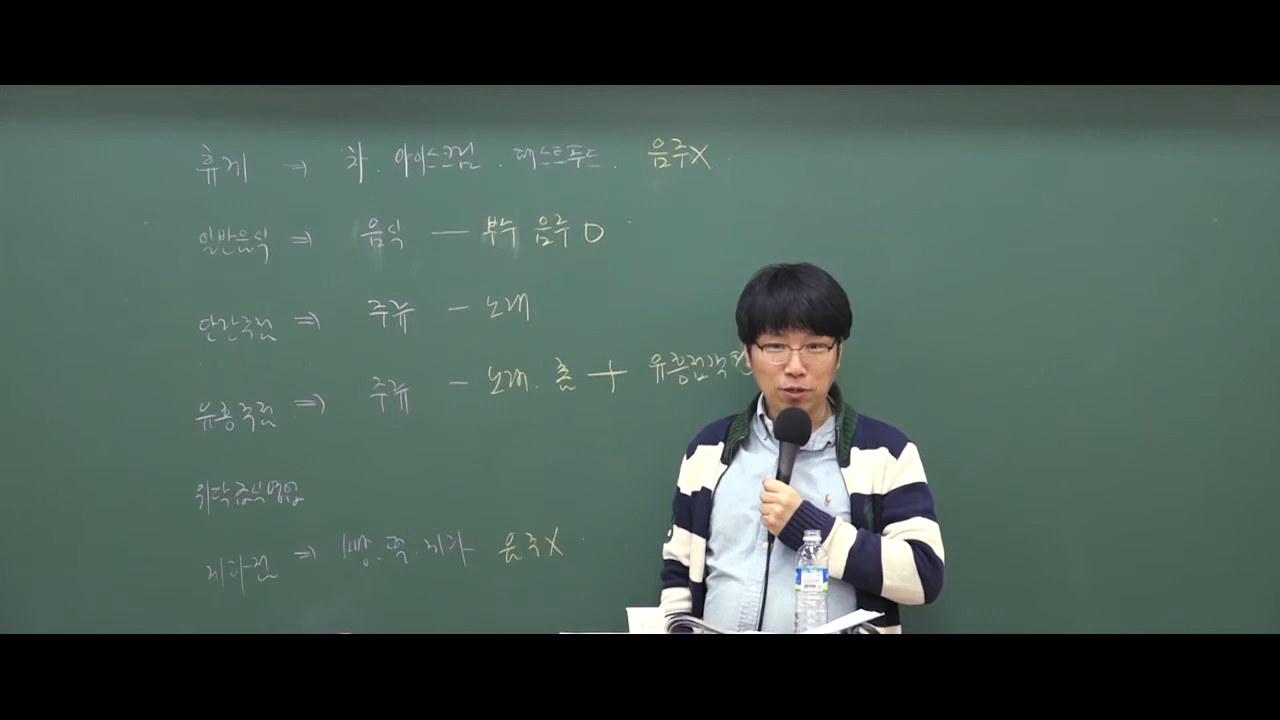 휴게 ⇒ 차. 아이스크림. 패스트푸드. 음주X
일반음식 ⇒ 음식 — 부수 음주 O
단란주점 ⇒ 주류 — 노래
유흥주점 ⇒ 주류 — 노래. 춤 + 유흥접객원
위탁급식영업
제과점 ⇒ 빵. 떡. 제과 음주X